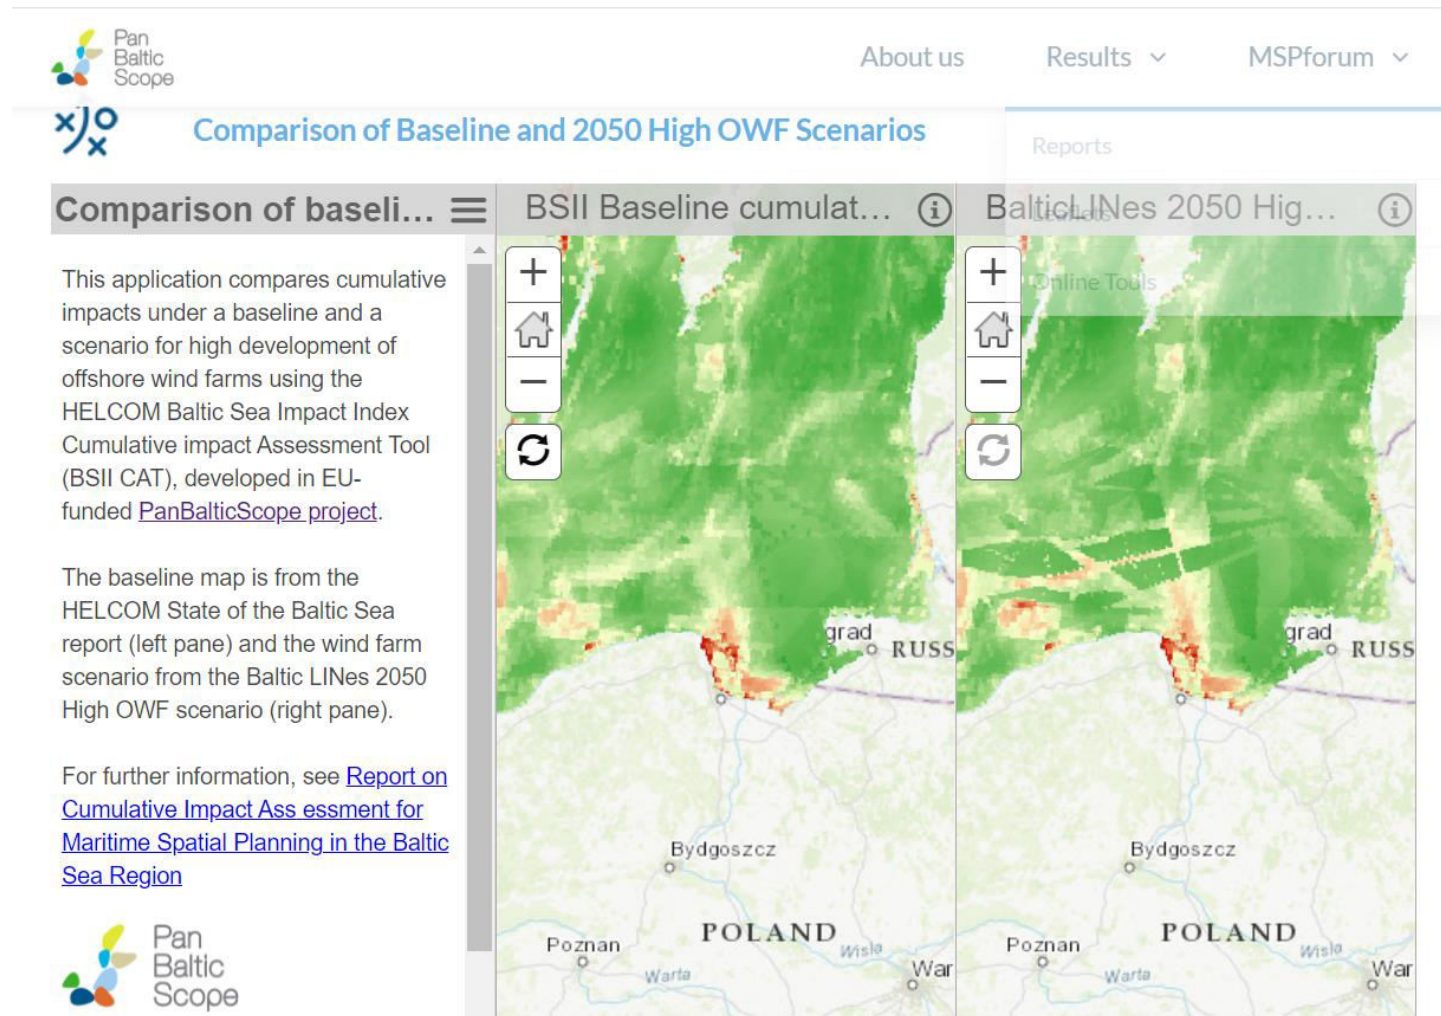 Pan
Baltic
Scope
About us
Results
MSPforum
Comparison of Baseline and 2050 High OWF Scenarios
Reports
Leaflets
Online Tools
Comparison of baseli...
BSII Baseline cumulat...
BalticLINes 2050 Hig...
This application compares cumulative
impacts under a baseline and a
scenario for high development of
offshore wind farms using the
HELCOM Baltic Sea Impact Index
Cumulative impact Assessment Tool
(BSII CAT), developed in EU-
funded PanBalticScope project.
The baseline map is from the
HELCOM State of the Baltic Sea
report (left pane) and the wind farm
scenario from the Baltic LINes 2050
High OWF scenario (right pane).
For further information, see Report on
Cumulative Impact Ass essment for
Maritime Spatial Planning in the Baltic
Sea Region
Pan
Baltic
Scope
grad
RUSS
Bydgoszcz
POLAND
Poznan
Wisla
Warta
War
grad
RUSS
Bydgoszcz
POLAND
Poznan
Wisla
Warta
War